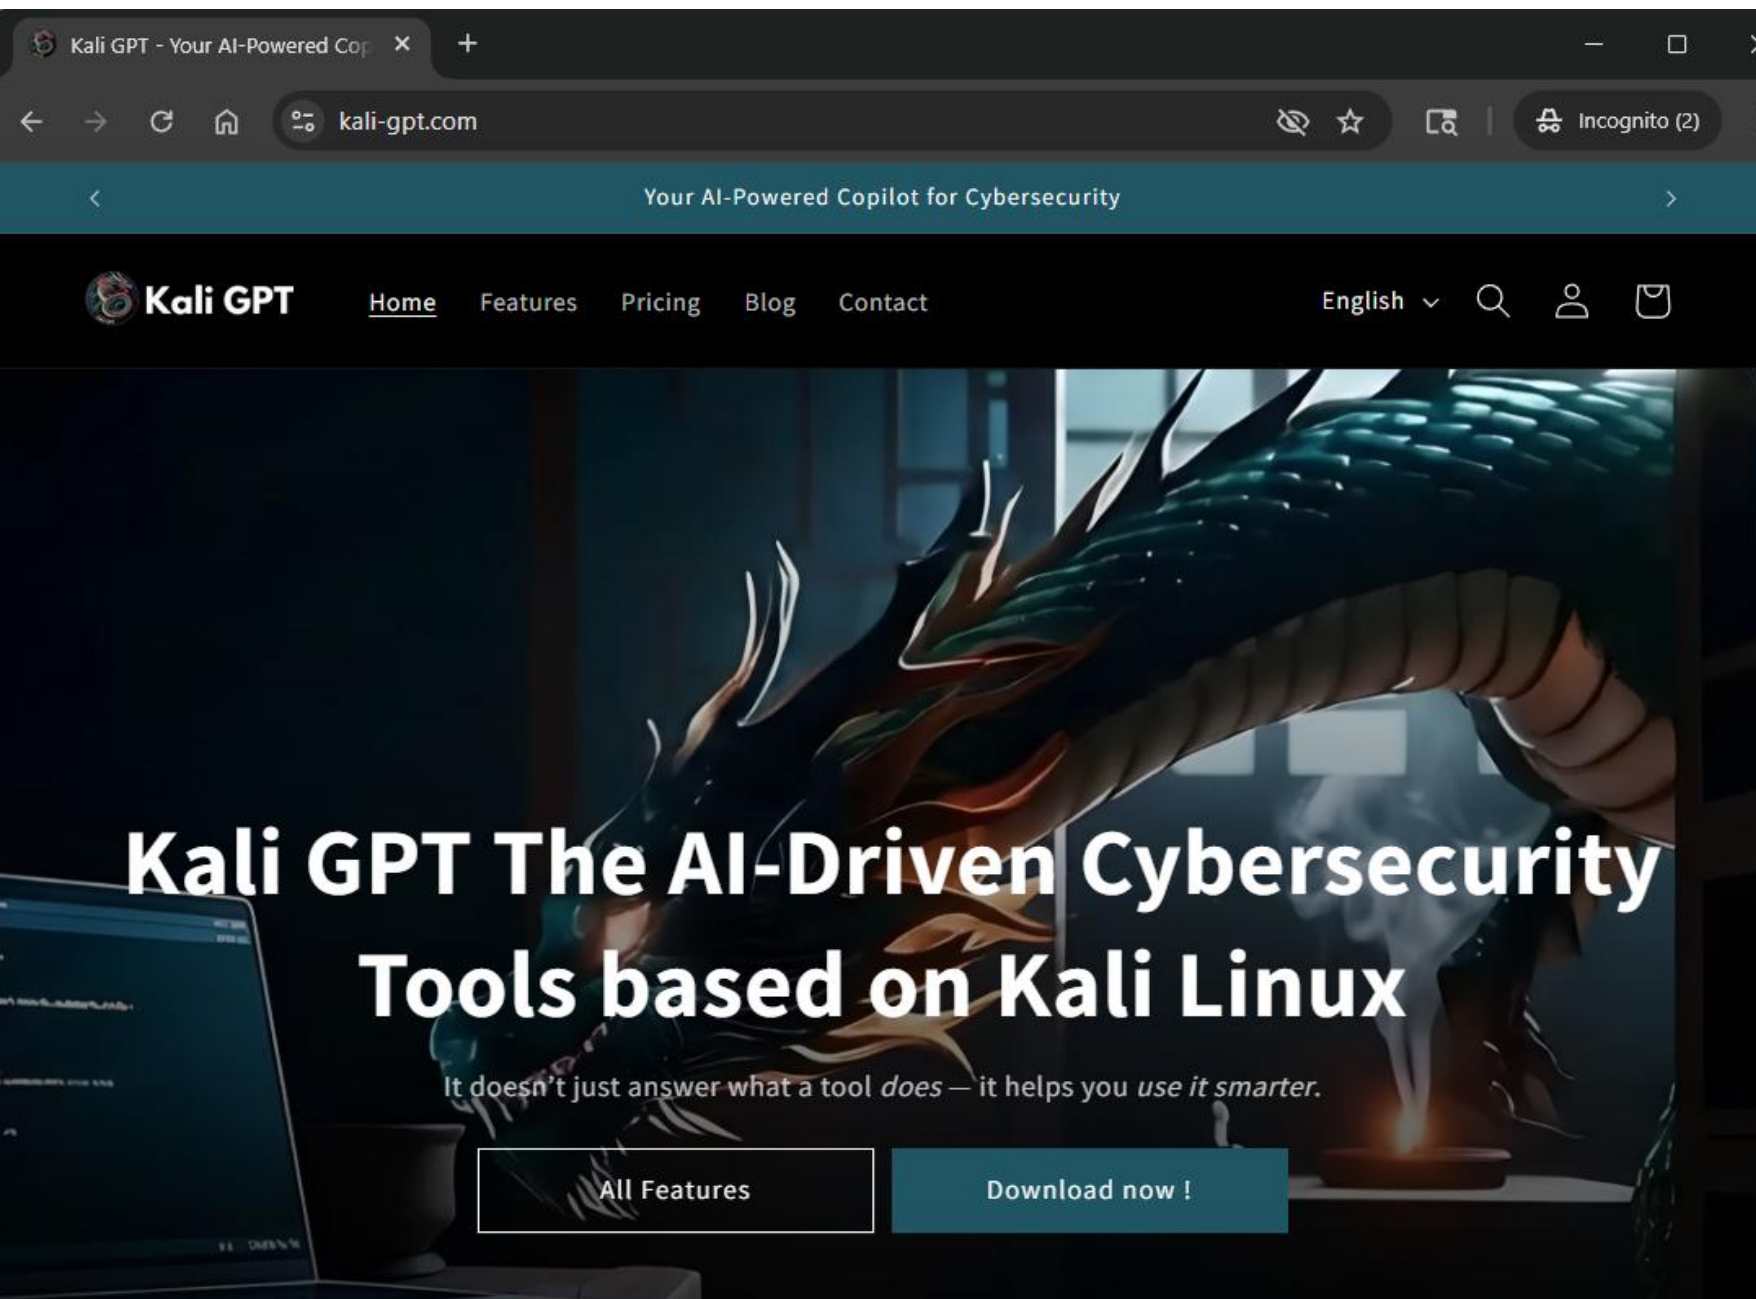 Kali GPT - Your AI-Powered Cop
kali-gpt.com
Incognito (2)
Your AI-Powered Copilot for Cybersecurity
Kali GPT Home Features Pricing Blog Contact English
Kali GPT The AI-Driven Cybersecurity
Tools based on Kali Linux
It doesn't just answer what a tool does — it helps you use it smarter.
All Features Download now !